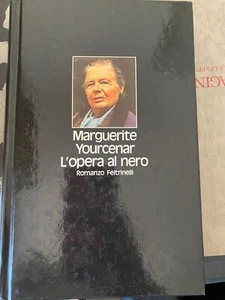 Marguerite
Yourcenar
L'opera al nero
Romanzo Feltrinelli